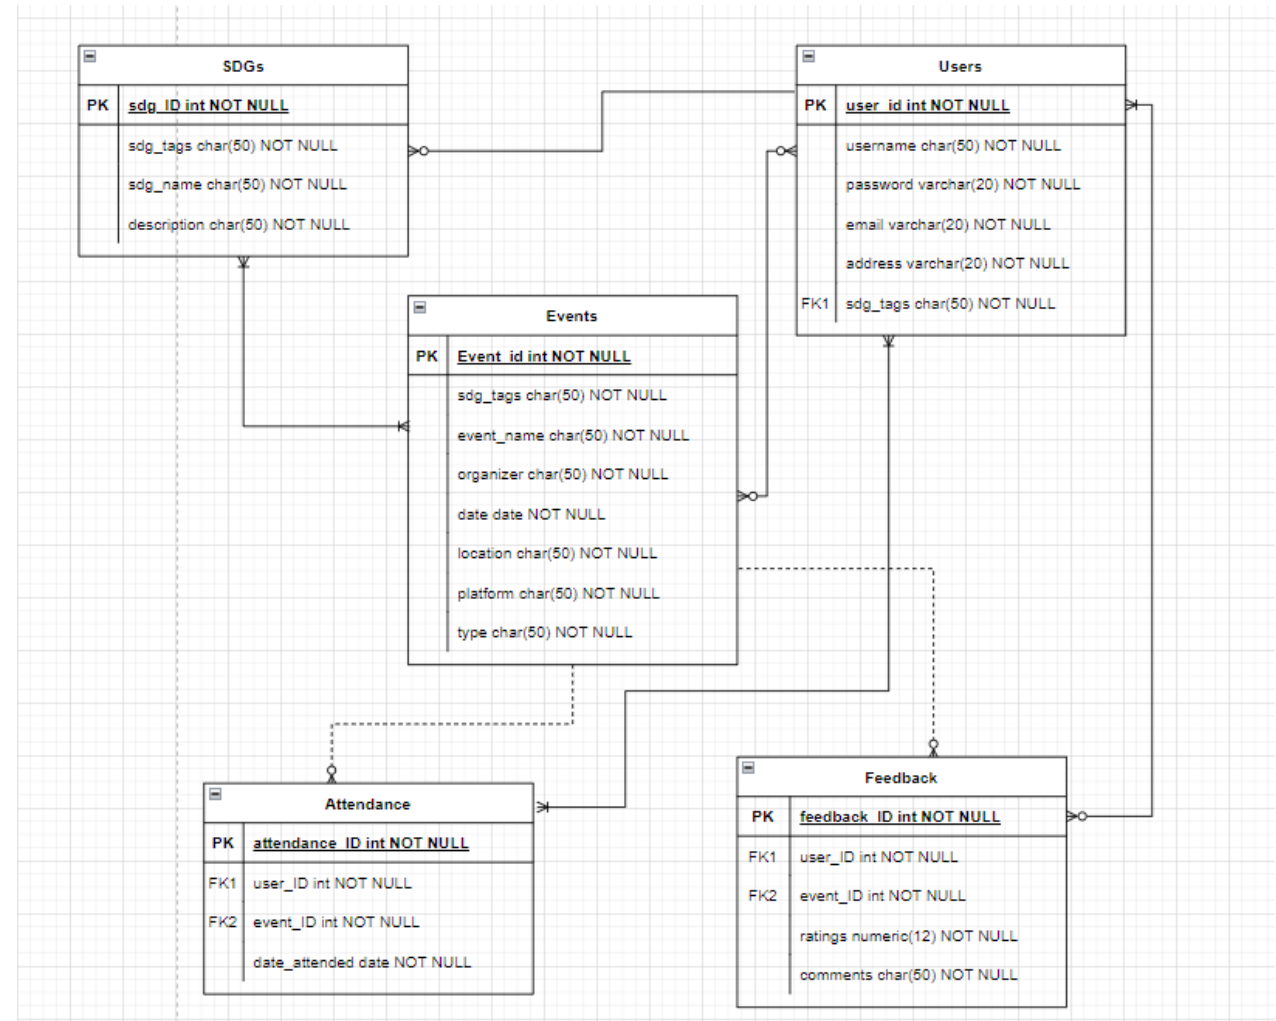 SDGs
PK sdg_ID int NOT NULL
sdg_tags char(50) NOT NULL
sdg_name char(50) NOT NULL
description char(50) NOT NULL
Users
PK user_id int NOT NULL
username char(50) NOT NULL
password varchar(20) NOT NULL
email varchar(20) NOT NULL
address varchar(20) NOT NULL
FK1 sdg_tags char(50) NOT NULL
Events
PK Event_id int NOT NULL
sdg_tags char(50) NOT NULL
event_name char(50) NOT NULL
organizer char(50) NOT NULL
date date NOT NULL
location char(50) NOT NULL
platform char(50) NOT NULL
type char(50) NOT NULL
Attendance
PK attendance_ID int NOT NULL
FK1 user_ID int NOT NULL
FK2 event_ID int NOT NULL
date_attended date NOT NULL
Feedback
PK feedback_ID int NOT NULL
FK1 user_ID int NOT NULL
FK2 event_ID int NOT NULL
ratings numeric(12) NOT NULL
comments char(50) NOT NULL